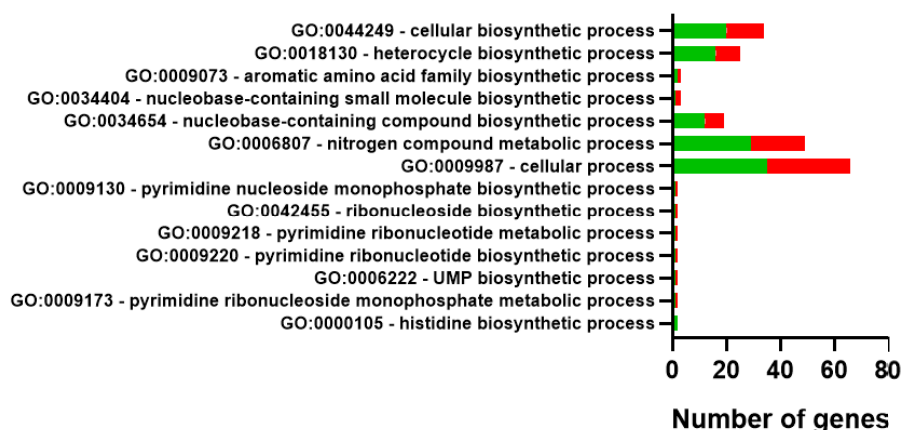 GO:0044249 - cellular biosynthetic process
GO:0018130 - heterocycle biosynthetic process
GO:0009073 - aromatic amino acid family biosynthetic process
GO:0034404 - nucleobase-containing small molecule biosynthetic process
GO:0034654 - nucleobase-containing compound biosynthetic process
GO:0006807 - nitrogen compound metabolic process
GO:0009987 - cellular process
GO:0009130 - pyrimidine nucleoside monophosphate biosynthetic process
GO:0042455 - ribonucleoside biosynthetic process
GO:0009218 - pyrimidine ribonucleotide metabolic process
GO:0009220 - pyrimidine ribonucleotide biosynthetic process
GO:0006222 - UMP biosynthetic process
GO:0009173 - pyrimidine ribonucleoside monophosphate metabolic process
GO:0000105 - histidine biosynthetic process
0 20 40 60 80
Number of genes